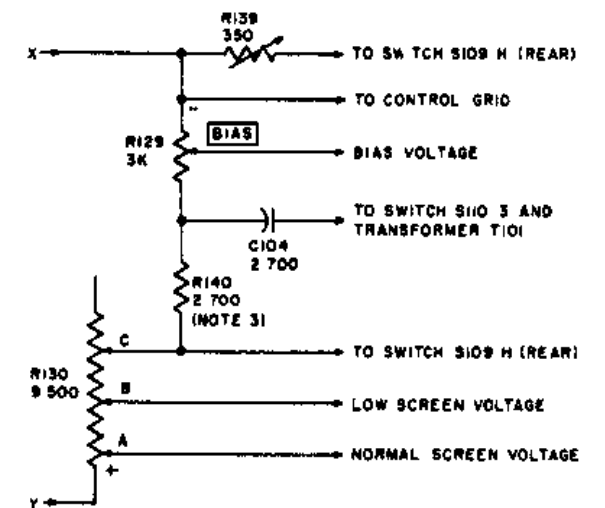 R139
350
X
TO SW TCH S109 H (REAR)
TO CONTROL GRID
-
BIAS
R129
3K
BIAS VOLTAGE
TO SWITCH S110 3 AND
TRANSFORMER T101
C104
2 700
R140
2 700
(NOTE 3)
C
TO SWITCH S109 H (REAR)
R130
9 500
B
LOW SCREEN VOLTAGE
A
NORMAL SCREEN VOLTAGE
+
Y